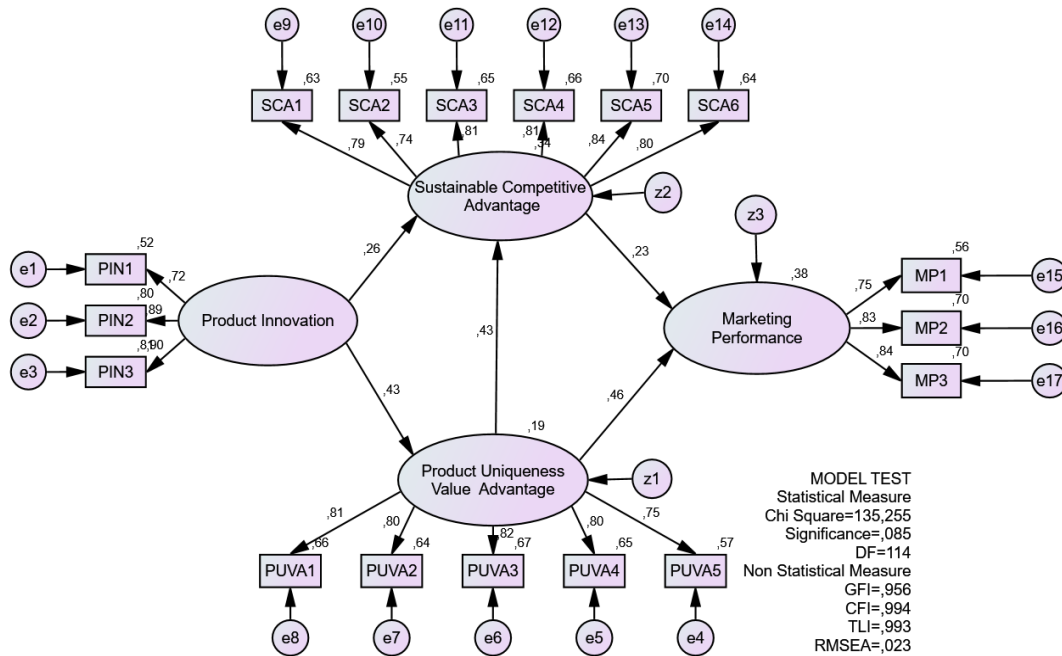 e9 e10 e11 e12 e13 e14
,63 ,55 ,65 ,66 ,70 ,64
SCA1 SCA2 SCA3 SCA4 SCA5 SCA6
,79 ,74 ,81 ,81 ,34 ,84 ,80
Sustainable Competitive
Advantage
z2
z3
e1 PIN1 ,52
,72
e2 PIN2 ,80
,89
e3 PIN3 ,81
,90
Product Innovation
,26
,43
,43
,23
,46
,38
Marketing
Performance
,75 MP1 ,56 e15
,83 MP2 ,70 e16
,84 MP3 ,70 e17
,19
Product Uniqueness
Value Advantage
z1
,81 ,80 ,82 ,80 ,75
,66 ,64 ,67 ,65 ,57
PUVA1 PUVA2 PUVA3 PUVA4 PUVA5
e8 e7 e6 e5 e4
MODEL TEST
Statistical Measure
Chi Square=135,255
Significance=,085
DF=114
Non Statistical Measure
GFI=,956
CFI=,994
TLI=,993
RMSEA=,023